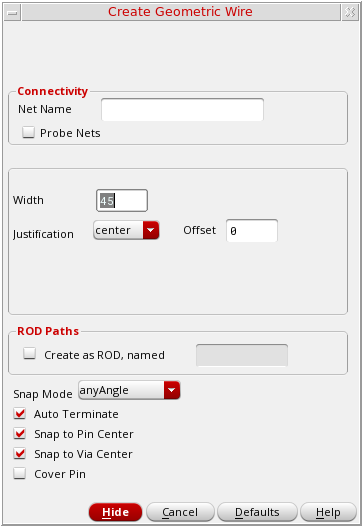 Create Geometric Wire
Connectivity
Net Name
Probe Nets
Width 45
Justification center Offset 0
ROD Paths
Create as ROD, named
Snap Mode anyAngle
Auto Terminate
Snap to Pin Center
Snap to Via Center
Cover Pin
Hide Cancel Defaults Help